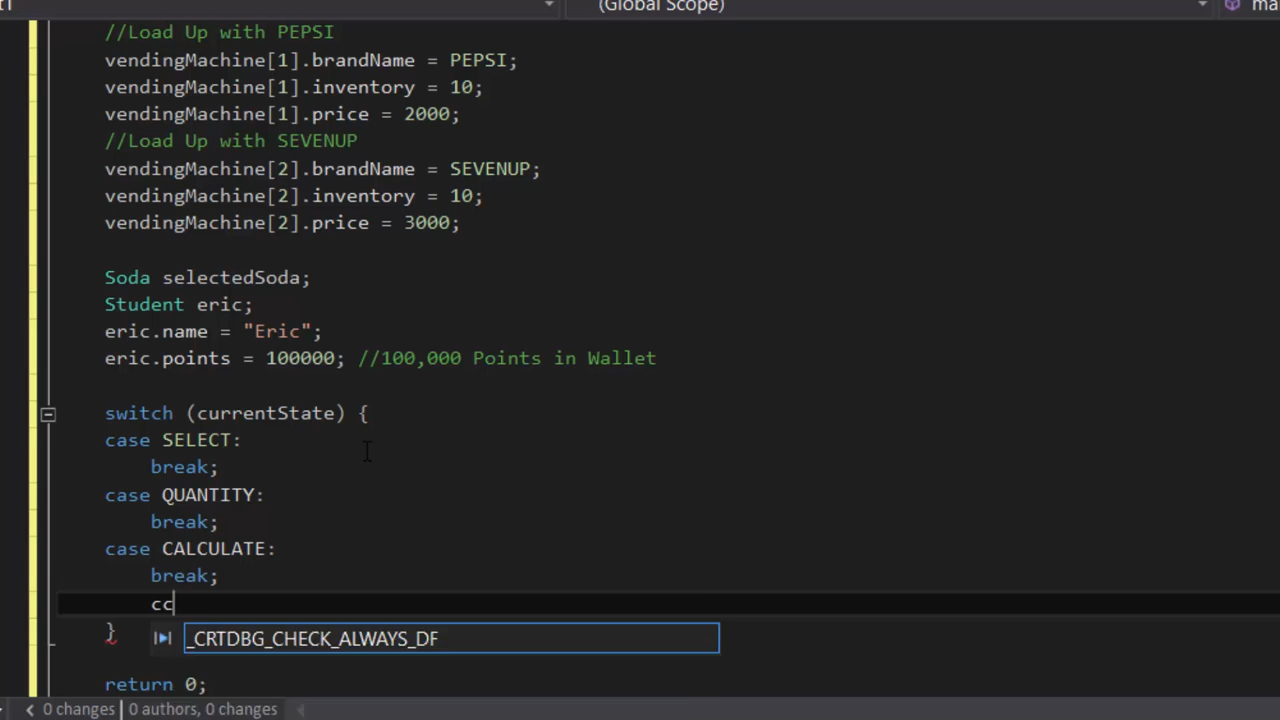 (Global Scope)
//Load Up with PEPSI
vendingMachine[1].brandName = PEPSI;
vendingMachine[1].inventory = 10;
vendingMachine[1].price = 2000;
//Load Up with SEVENUP
vendingMachine[2].brandName = SEVENUP;
vendingMachine[2].inventory = 10;
vendingMachine[2].price = 3000;
Soda selectedSoda;
Student eric;
eric.name = "Eric";
eric.points = 100000; //100,000 Points in Wallet
switch (currentState) {
case SELECT:
break;
case QUANTITY:
break;
case CALCULATE:
break;
cc
}
_CRTDBG_CHECK_ALWAYS_DF
return 0;
0 changes | 0 authors, 0 changes